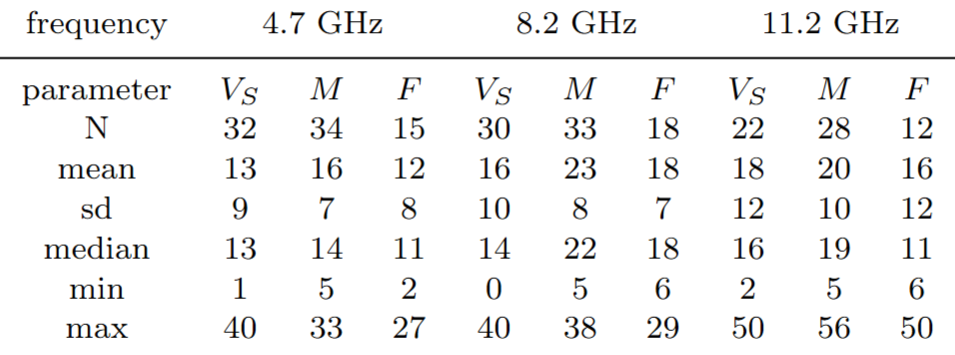 frequency 4.7 GHz 8.2 GHz 11.2 GHz
parameter V_S M F V_S M F V_S M F
N 32 34 15 30 33 18 22 28 12
mean 13 16 12 16 23 18 18 20 16
sd 9 7 8 10 8 7 12 10 12
median 13 14 11 14 22 18 16 19 11
min 1 5 2 0 5 6 2 5 6
max 40 33 27 40 38 29 50 56 50